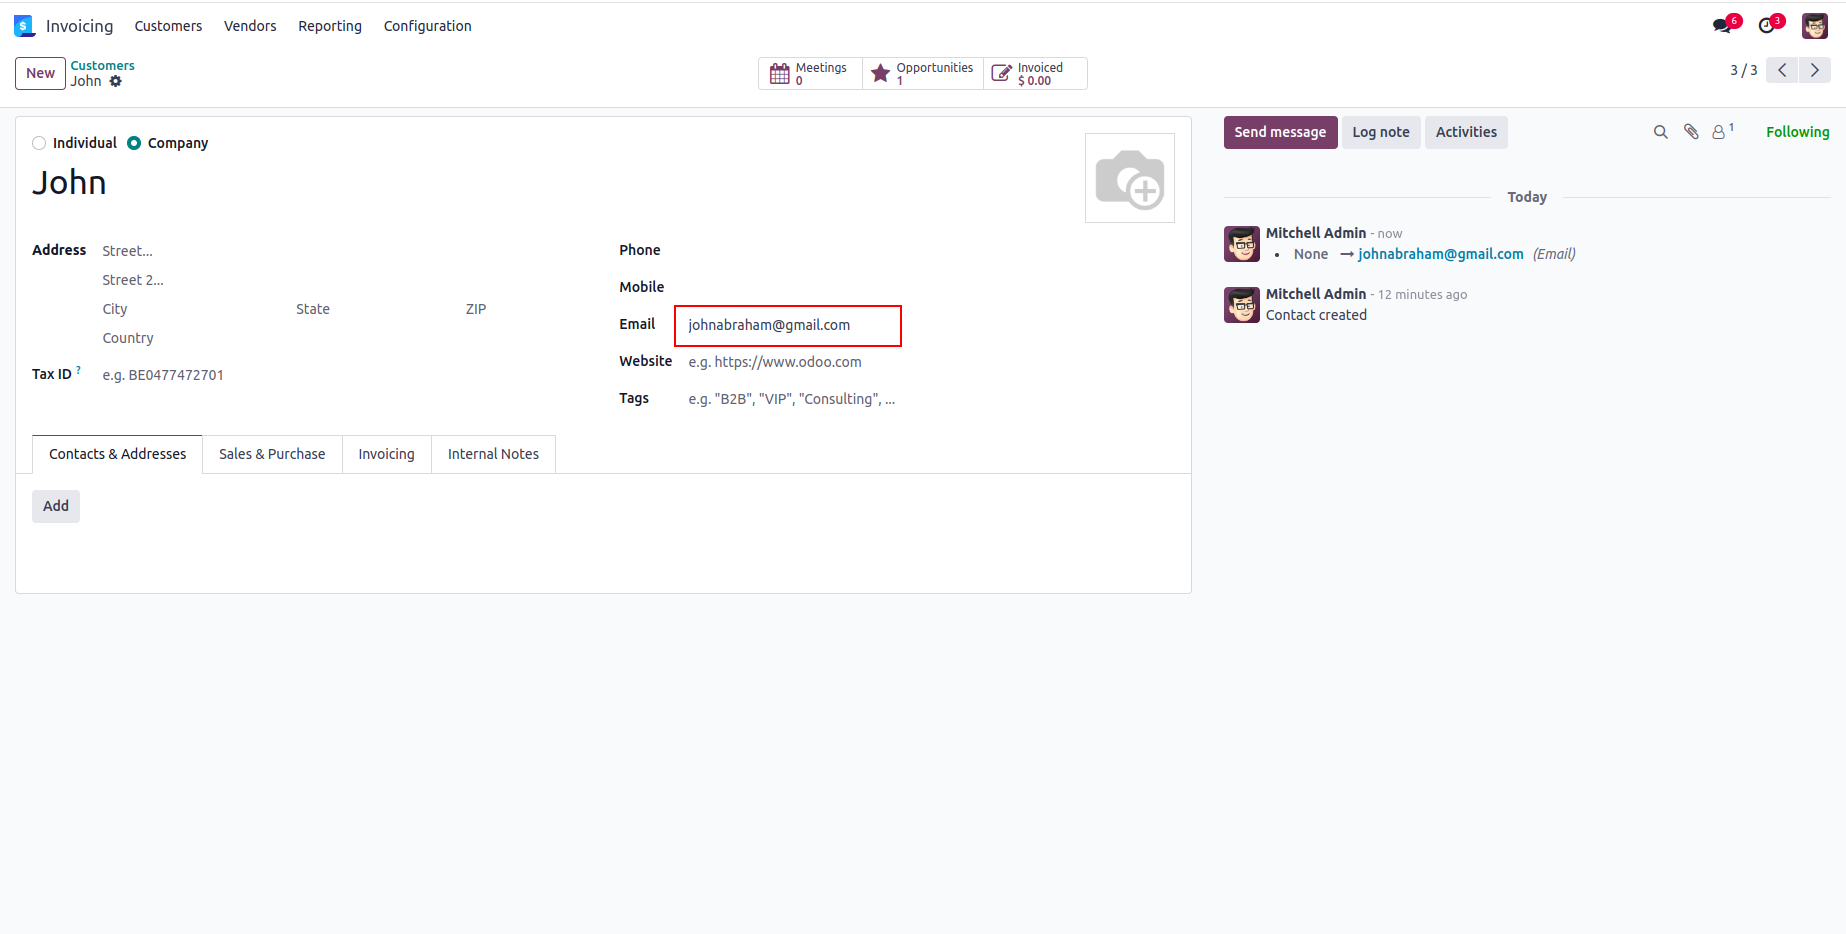 Invoicing Customers Vendors Reporting Configuration 6 3
New Customers
John
Meetings 0
Opportunities 1
Invoiced $ 0.00
3 / 3
Individual Company
John
Address Street...
Street 2...
City State ZIP
Country
Tax ID ? e.g. BE0477472701
Phone
Mobile
Email johnabraham@gmail.com
Website e.g. https://www.odoo.com
Tags e.g. "B2B", "VIP", "Consulting", ...
Contacts & Addresses Sales & Purchase Invoicing Internal Notes
Add
Send message Log note Activities 1 Following
Today
Mitchell Admin - now
• None → johnabraham@gmail.com (Email)
Mitchell Admin - 12 minutes ago
Contact created